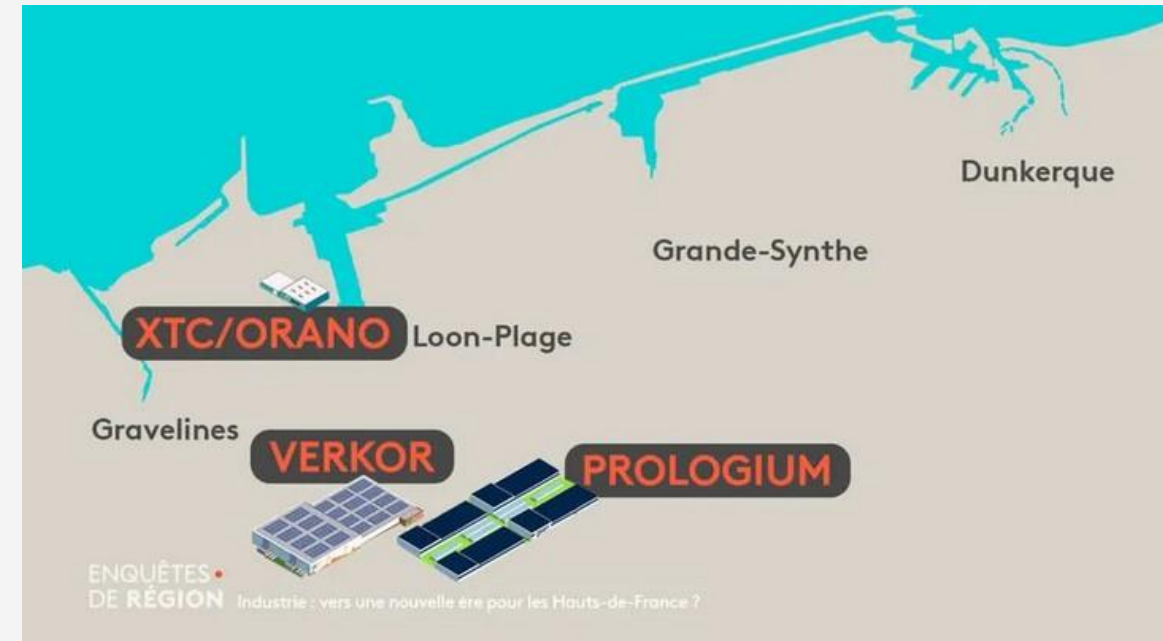 Dunkerque
Grande-Synthe
XTC/ORANO
Loon-Plage
Gravelines
VERKOR
PROLOGIUM
ENQUÊTES•
DE RÉGION Industrie : vers une nouvelle ère pour les Hauts-de-France ?